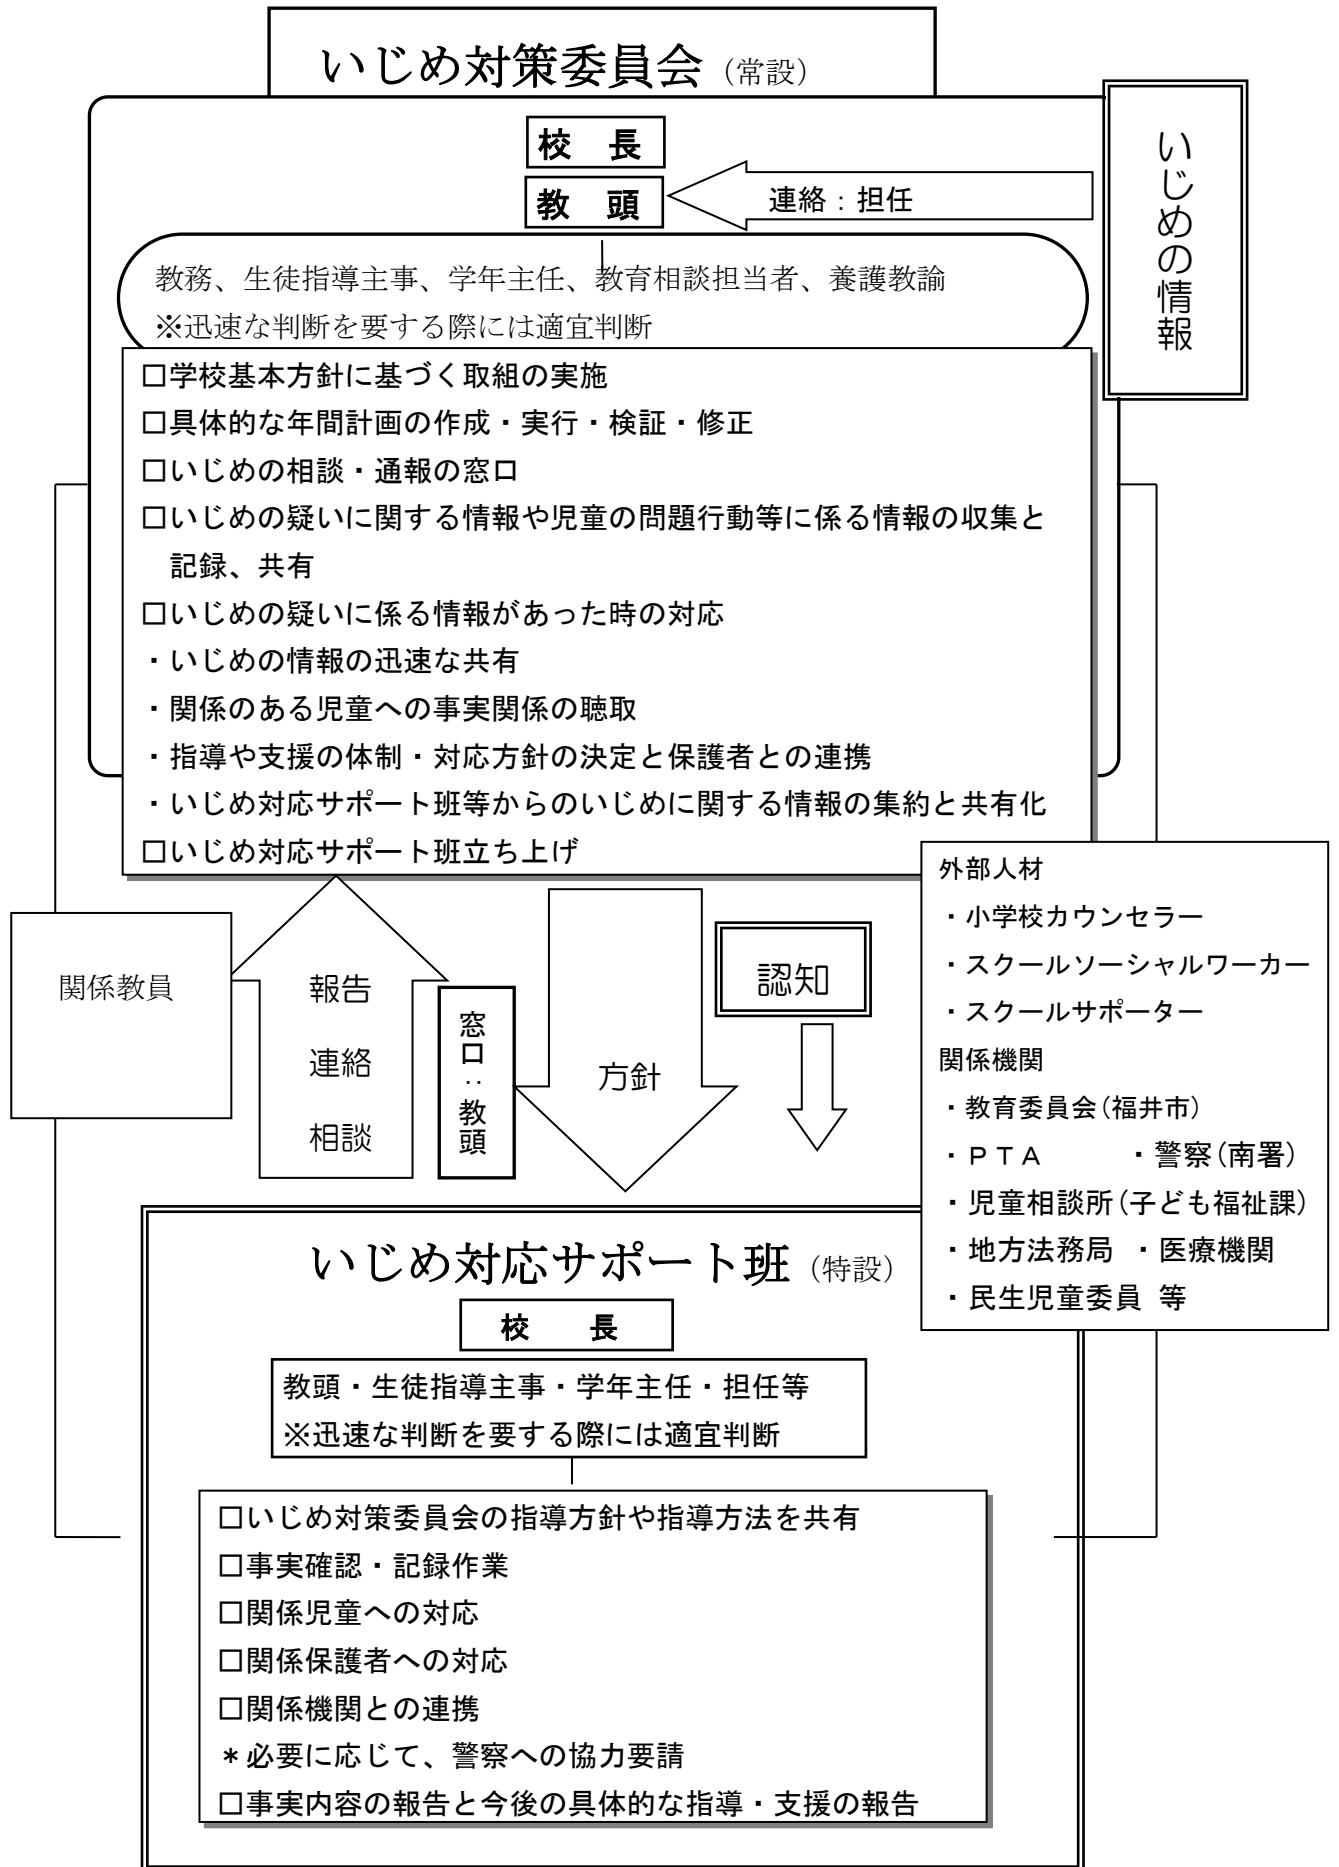 いじめ対策委員会（常設）
校　長
教　頭
連絡：担任
いじめの情報
教務、生徒指導主事、学年主任、教育相談担当者、養護教諭
※迅速な判断を要する際には適宜判断
□学校基本方針に基づく取組の実施
□具体的な年間計画の作成・実行・検証・修正
□いじめの相談・通報の窓口
□いじめの疑いに関する情報や児童の問題行動等に係る情報の収集と
記録、共有
□いじめの疑いに係る情報があった時の対応
・いじめの情報の迅速な共有
・関係のある児童への事実関係の聴取
・指導や支援の体制・対応方針の決定と保護者との連携
・いじめ対応サポート班等からのいじめに関する情報の集約と共有化
□いじめ対応サポート班立ち上げ
関係教員
報告
連絡
相談
窓口：教頭
方針
認知
外部人材
・小学校カウンセラー
・スクールソーシャルワーカー
・スクールサポーター
関係機関
・教育委員会(福井市)
・ＰＴＡ　　　・警察(南署)
・児童相談所(子ども福祉課)
・地方法務局　・医療機関
・民生児童委員　等
いじめ対応サポート班（特設）
校　長
教頭・生徒指導主事・学年主任・担任等
※迅速な判断を要する際には適宜判断
□いじめ対策委員会の指導方針や指導方法を共有
□事実確認・記録作業
□関係児童への対応
□関係保護者への対応
□関係機関との連携
＊必要に応じて、警察への協力要請
□事実内容の報告と今後の具体的な指導・支援の報告